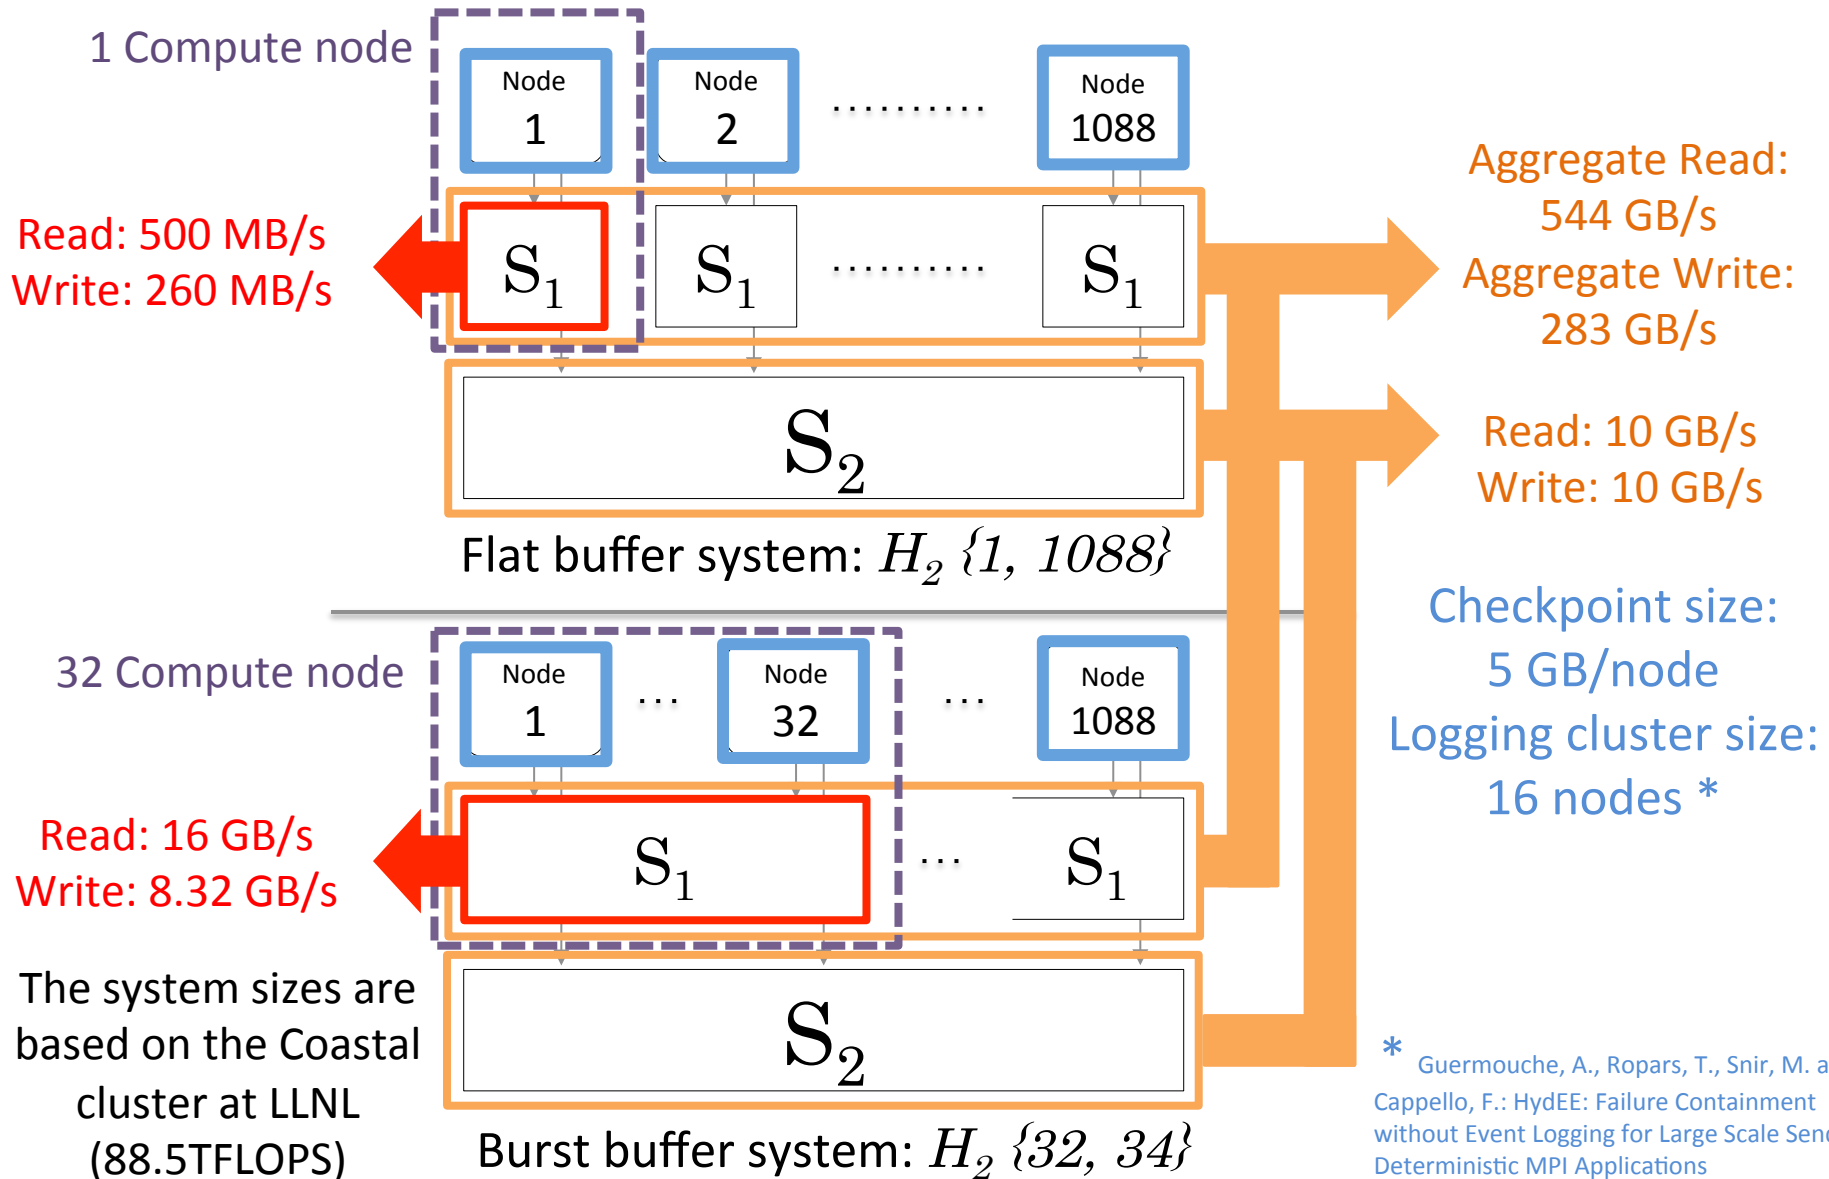 1 Compute node
Node
1
Node
2
..........
Node
1088
Read: 500 MB/s
Write: 260 MB/s
S1
S1
..........
S1
Aggregate Read:
544 GB/s
Aggregate Write:
283 GB/s
S2
Read: 10 GB/s
Write: 10 GB/s
Flat buffer system: H2 {1, 1088}
Checkpoint size:
5 GB/node
Logging cluster size:
16 nodes *
32 Compute node
Node
1
...
Node
32
...
Node
1088
Read: 16 GB/s
Write: 8.32 GB/s
S1
...
S1
The system sizes are
based on the Coastal
cluster at LLNL
(88.5TFLOPS)
S2
Burst buffer system: H2 {32, 34}
* Guermouche, A., Ropars, T., Snir, M.
Cappello, F.: HydEE: Failure Containment
without Event Logging for Large Scale
Deterministic MPI Applications